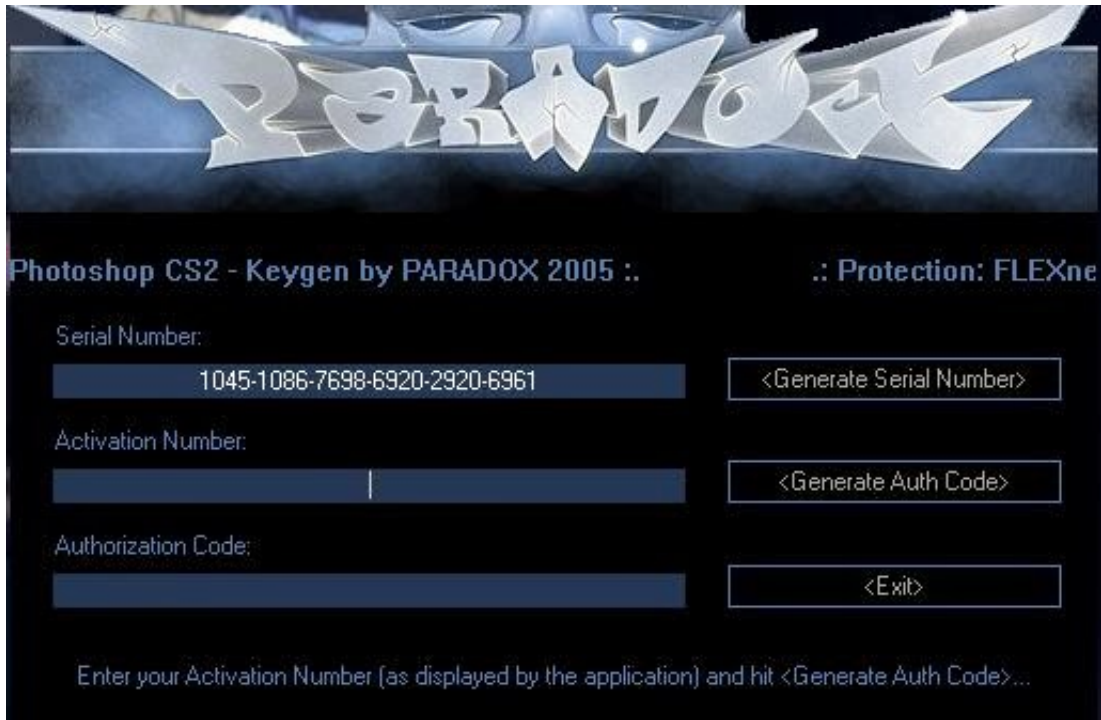 PARADOX
Photoshop CS2 - Keygen by PARADOX 2005 :. .: Protection: FLEXne
Serial Number:
1045-1086-7698-6920-2920-6961 <Generate Serial Number>
Activation Number:
<Generate Auth Code>
Authorization Code:
<Exit>
Enter your Activation Number (as displayed by the application) and hit <Generate Auth Code>...